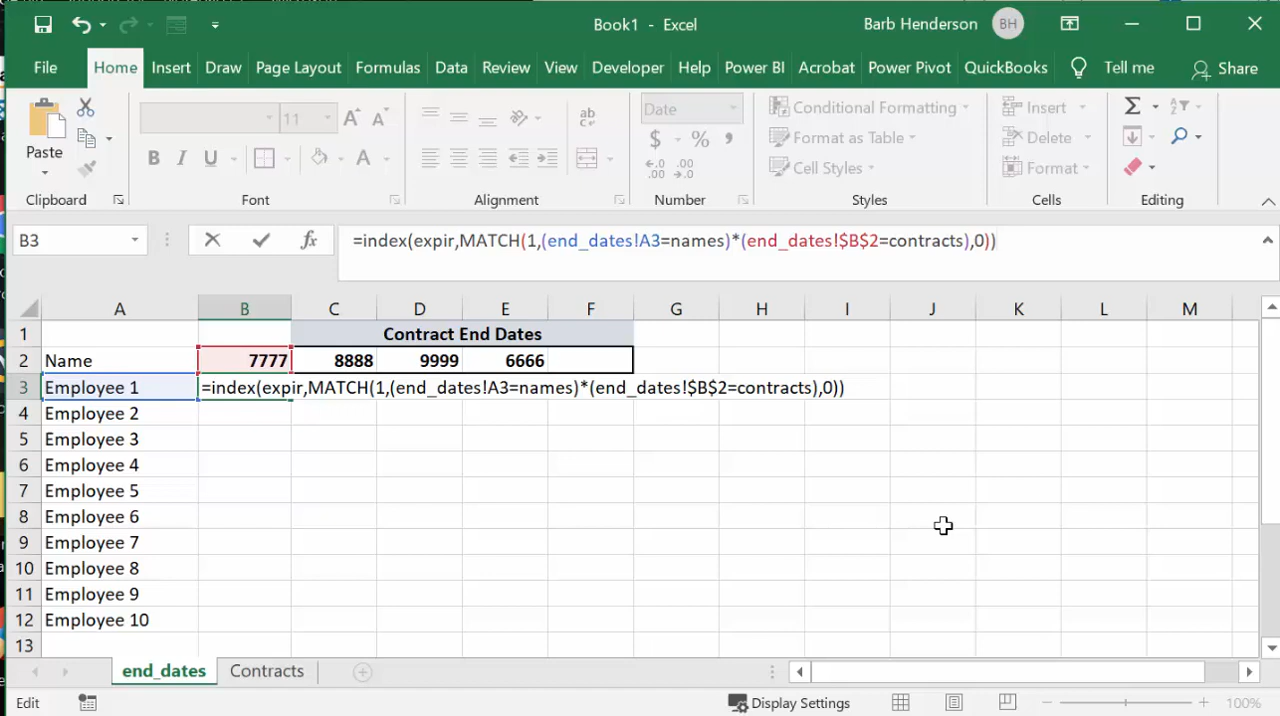 Book1 - Excel
Barb Henderson
BH
File Home Insert Draw Page Layout Formulas Data Review View Developer Help Power BI Acrobat Power Pivot QuickBooks Tell me Share
Paste
11 A A
B I U A
ab
Date
$ % ,
Conditional Formatting
Format as Table
Cell Styles
Insert
Delete
Format
Clipboard Font Alignment Number Styles Cells Editing
B3 fx =index(expir,MATCH(1,(end_dates!A3=names)*(end_dates!$B$2=contracts),0))
A B C D E F G H I J K L M
1 Contract End Dates
2 Name 7777 8888 9999 6666
3 Employee 1 =index(expir,MATCH(1,(end_dates!A3=names)*(end_dates!$B$2=contracts),0))
4 Employee 2
5 Employee 3
6 Employee 4
7 Employee 5
8 Employee 6
9 Employee 7
10 Employee 8
11 Employee 9
12 Employee 10
13
end_dates Contracts
Edit Display Settings 100%